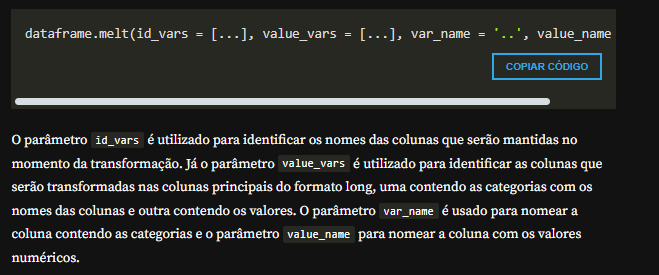 dataframe.melt(id_vars = [...], value_vars = [...], var_name = '..', value_name
COPIAR CÓDIGO
O parâmetro id_vars é utilizado para identificar os nomes das colunas que serão mantidas no
momento da transformação. Já o parâmetro value_vars é utilizado para identificar as colunas que
serão transformadas nas colunas principais do formato long, uma contendo as categorias com os
nomes das colunas e outra contendo os valores. O parâmetro var_name é usado para nomear a
coluna contendo as categorias e o parâmetro value_name para nomear a coluna com os valores
numéricos.